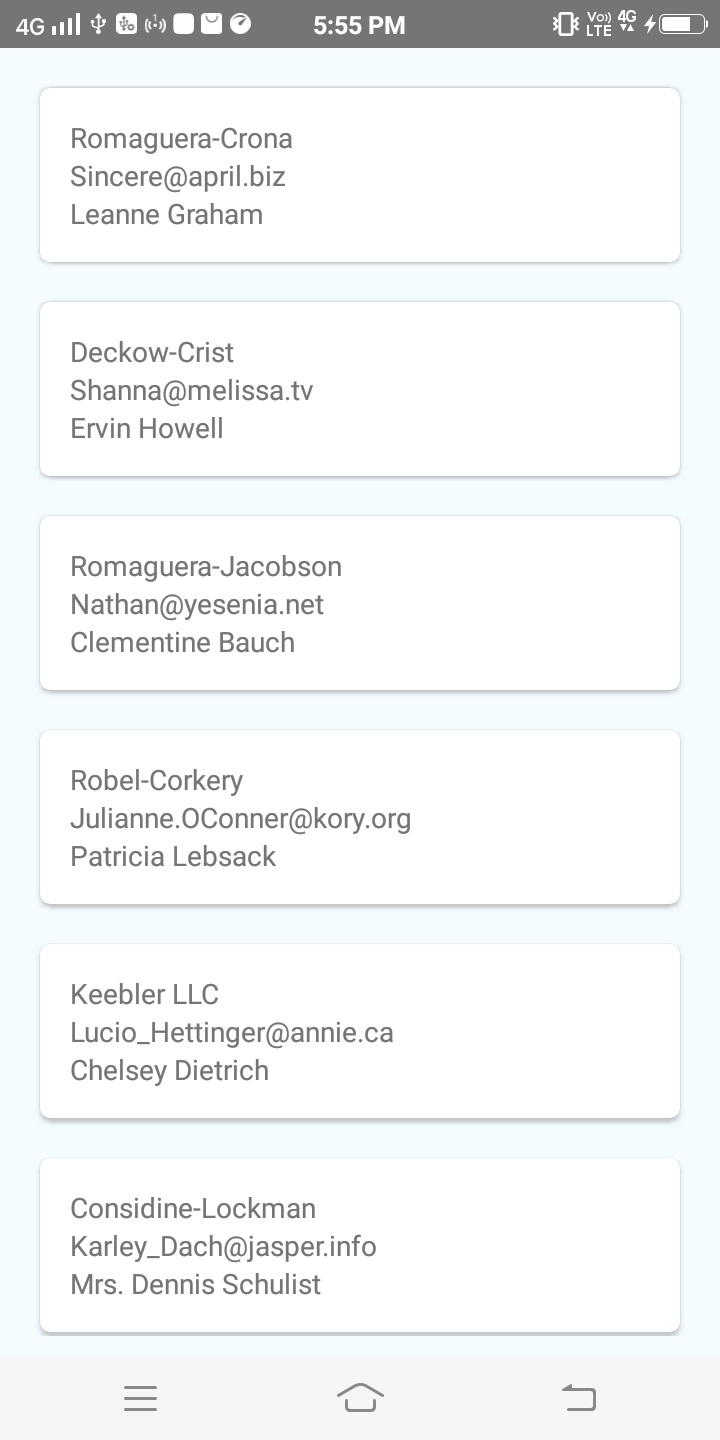 4G 5:55 PM Vo)) LTE 4G
Romaguera-Crona
Sincere@april.biz
Leanne Graham
Deckow-Crist
Shanna@melissa.tv
Ervin Howell
Romaguera-Jacobson
Nathan@yesenia.net
Clementine Bauch
Robel-Corkery
Julianne.OConner@kory.org
Patricia Lebsack
Keebler LLC
Lucio_Hettinger@annie.ca
Chelsey Dietrich
Considine-Lockman
Karley_Dach@jasper.info
Mrs. Dennis Schulist